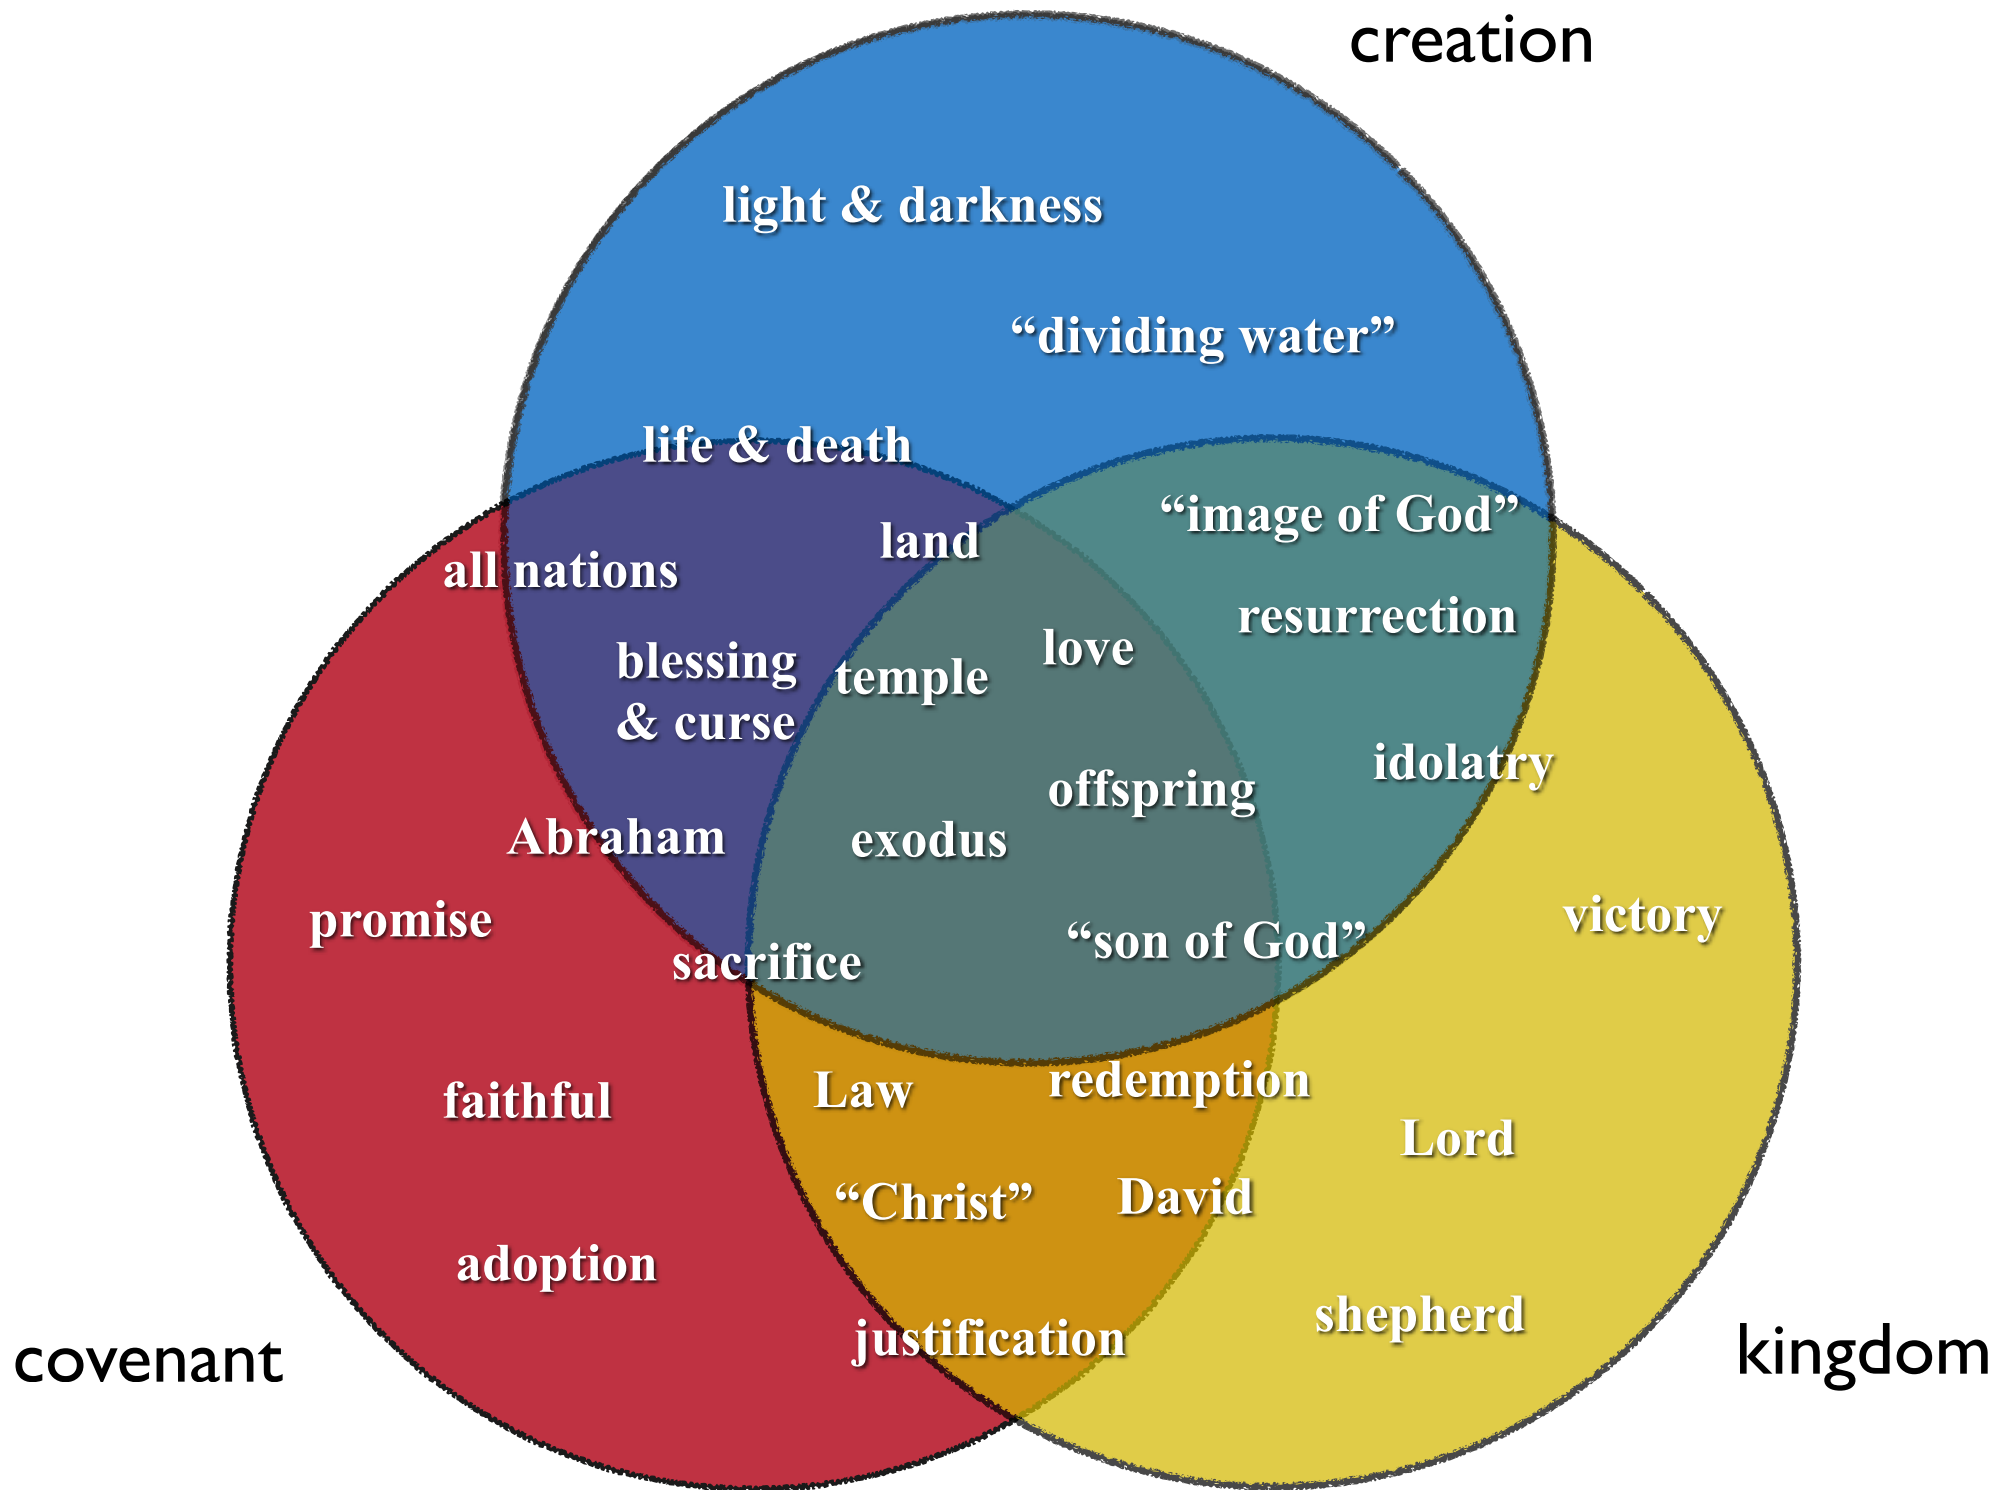 creation
light & darkness
“dividing water”
life & death
“image of God”
land
all nations
resurrection
love
blessing
& curse
temple
idolatry
offspring
Abraham
exodus
promise
victory
“son of God”
sacrifice
redemption
Law
faithful
Lord
David
“Christ”
adoption
shepherd
justification
covenant
kingdom